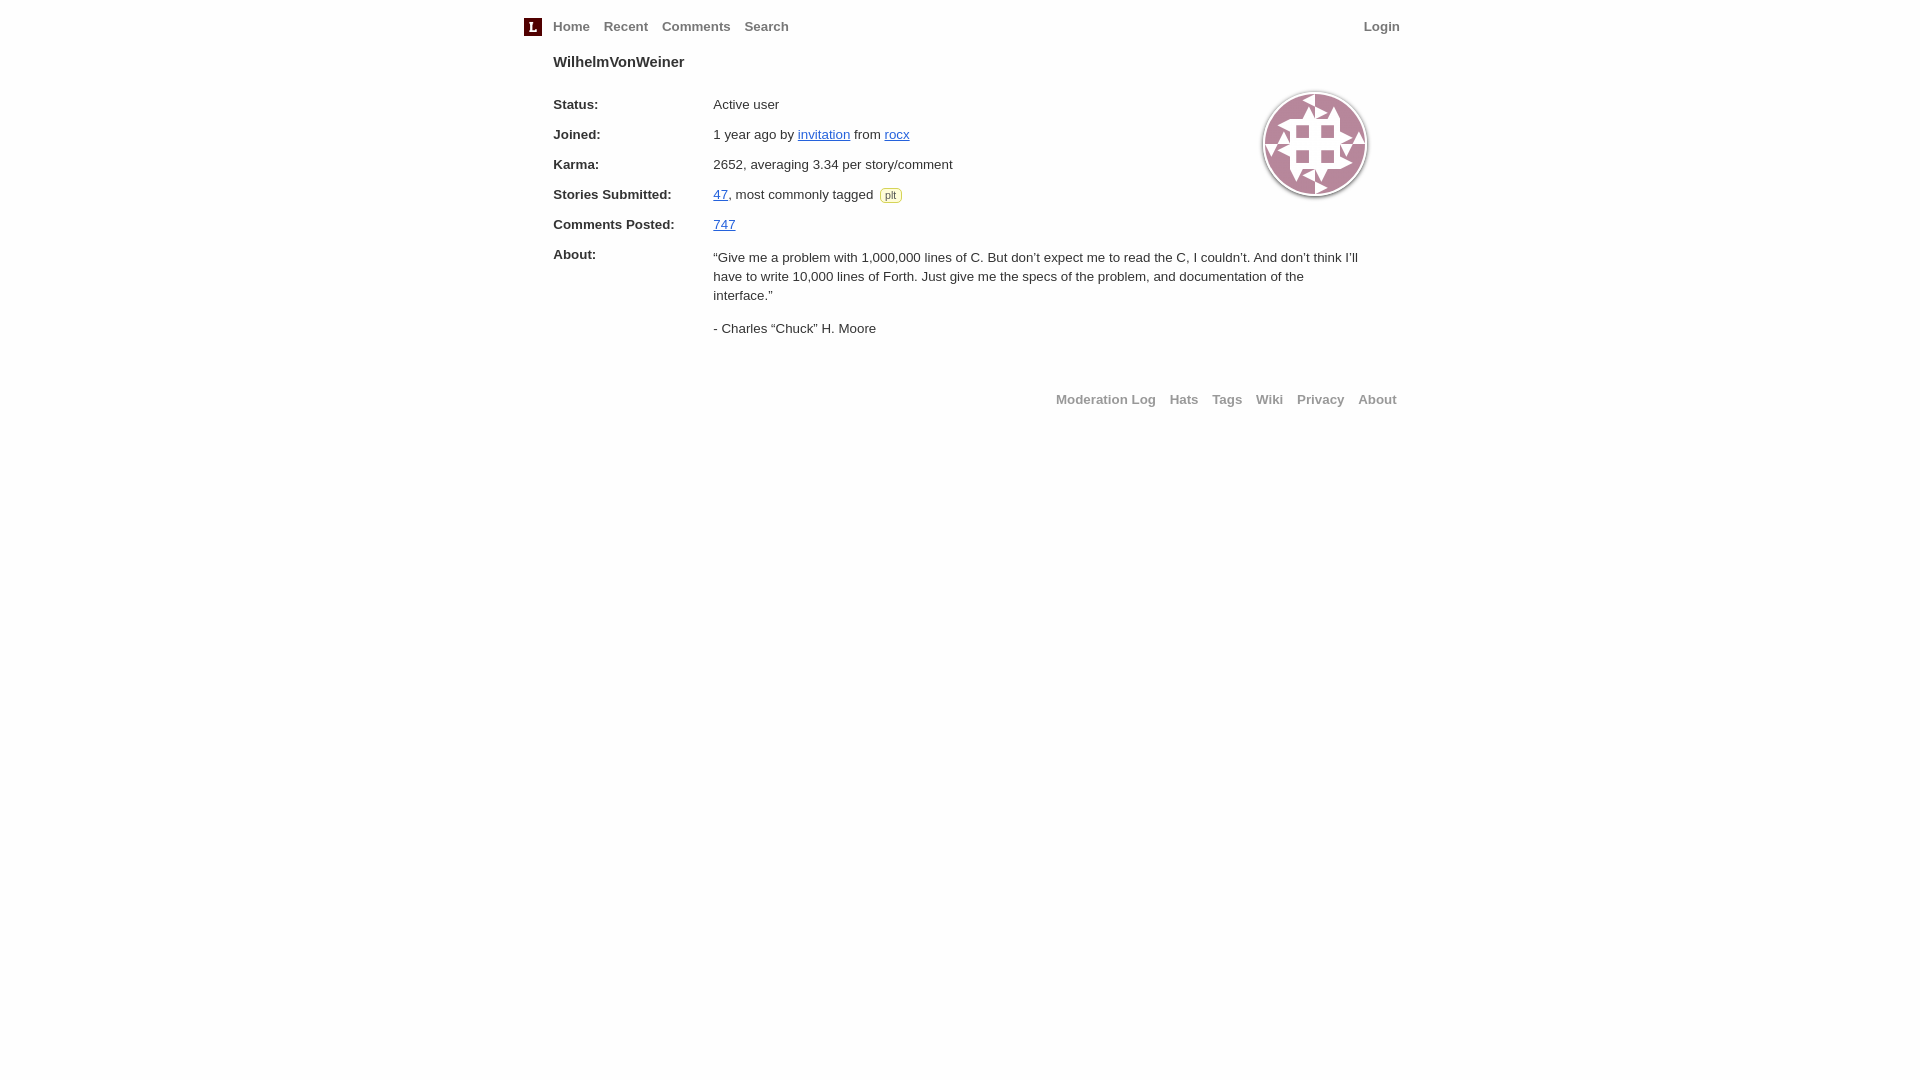 L Home Recent Comments Search Login
WilhelmVonWeiner
Status: Active user
Joined: 1 year ago by invitation from rocx
Karma: 2652, averaging 3.34 per story/comment
Stories Submitted: 47, most commonly tagged plt
Comments Posted: 747
About: “Give me a problem with 1,000,000 lines of C. But don’t expect me to read the C, I couldn’t. And don’t think I’ll
have to write 10,000 lines of Forth. Just give me the specs of the problem, and documentation of the
interface.”
- Charles “Chuck” H. Moore
Moderation Log Hats Tags Wiki Privacy About